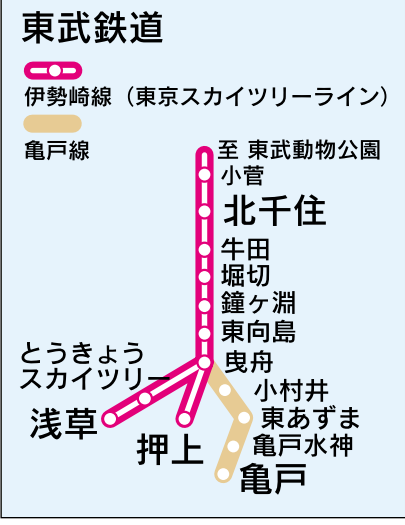 東武鉄道
伊勢崎線（東京スカイツリーライン）
亀戸線
至 東武動物公園
小菅
北千住
牛田
堀切
鐘ヶ淵
東向島
曳舟
とうきょう
スカイツリー
小村井
浅草
東あずま
押上
亀戸水神
亀戸